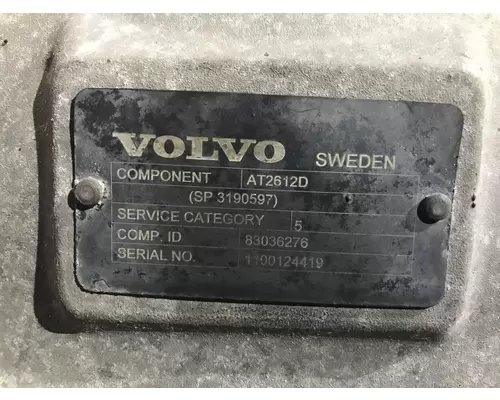 VOLVO SWEDEN
COMPONENT AT2612D
(SP 3190597)
SERVICE CATEGORY 5
COMP. ID 83036276
SERIAL NO. 1100124419